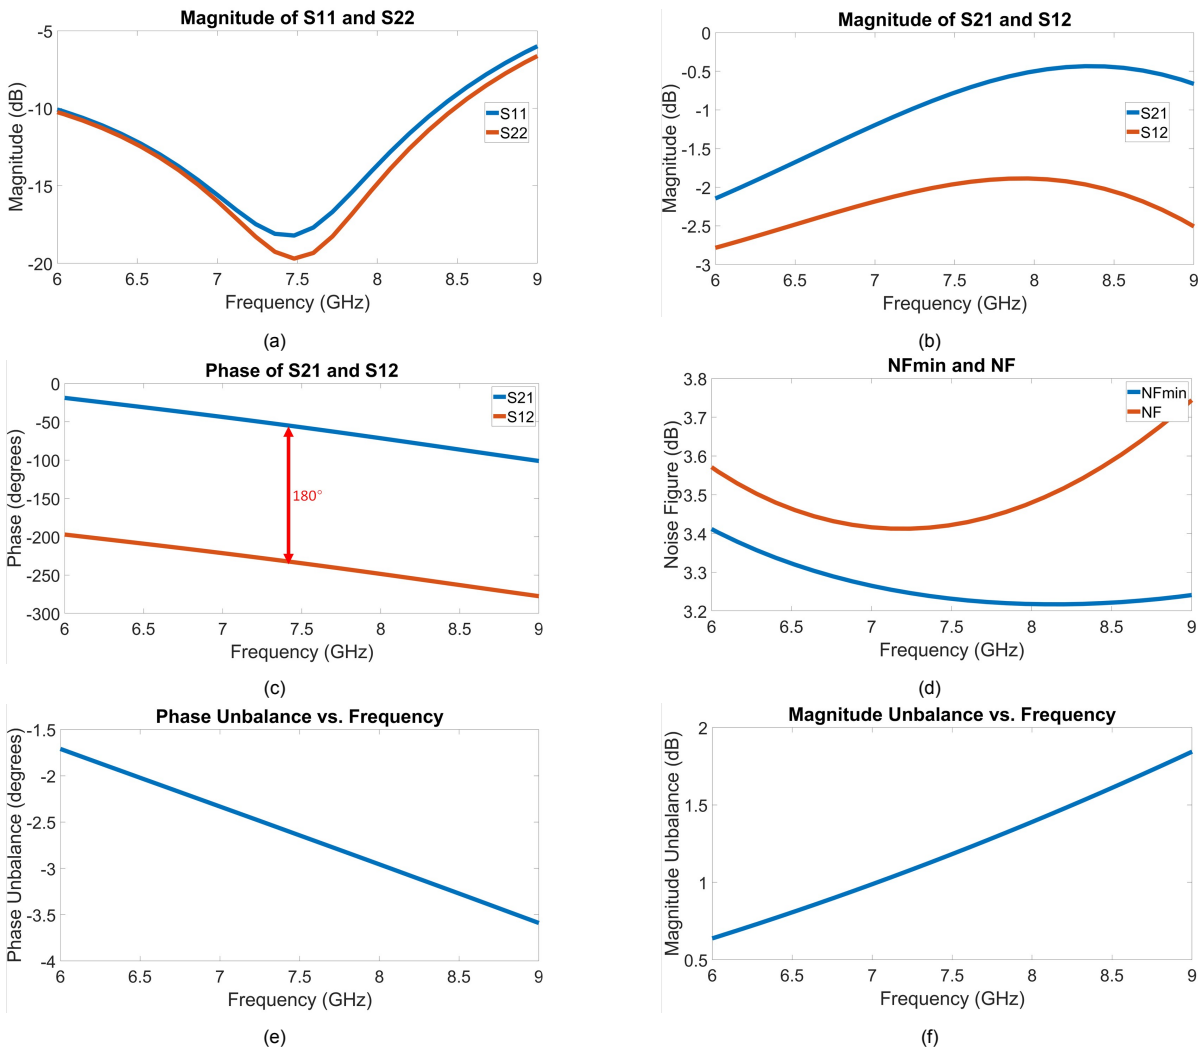 Magnitude of S11 and S22
Magnitude (dB)
-5
-10
-15
-20
S11
S22
6 6.5 7 7.5 8 8.5 9
Frequency (GHz)
(a)
Magnitude of S21 and S12
Magnitude (dB)
0
-0.5
-1
-1.5
-2
-2.5
-3
S21
S12
6 6.5 7 7.5 8 8.5 9
Frequency (GHz)
(b)
Phase of S21 and S12
Phase (degrees)
0
-50
-100
-150
-200
-250
-300
S21
S12
180°
6 6.5 7 7.5 8 8.5 9
Frequency (GHz)
(c)
NFmin and NF
Noise Figure (dB)
3.8
3.7
3.6
3.5
3.4
3.3
3.2
NFmin
NF
6 6.5 7 7.5 8 8.5 9
Frequency (GHz)
(d)
Phase Unbalance vs. Frequency
Phase Unbalance (degrees)
-1.5
-2
-2.5
-3
-3.5
-4
6 6.5 7 7.5 8 8.5 9
Frequency (GHz)
(e)
Magnitude Unbalance vs. Frequency
Magnitude Unbalance (dB)
2
1.5
1
0.5
6 6.5 7 7.5 8 8.5 9
Frequency (GHz)
(f)